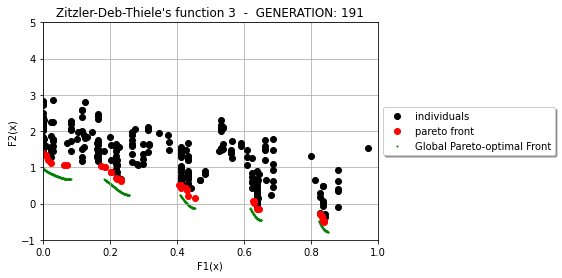 Zitzler-Deb-Thiele's function 3  -  GENERATION: 191
5
4
3
2
1
0
−1
F2(x)
0.0 0.2 0.4 0.6 0.8 1.0
F1(x)
individuals
pareto front
Global Pareto-optimal Front